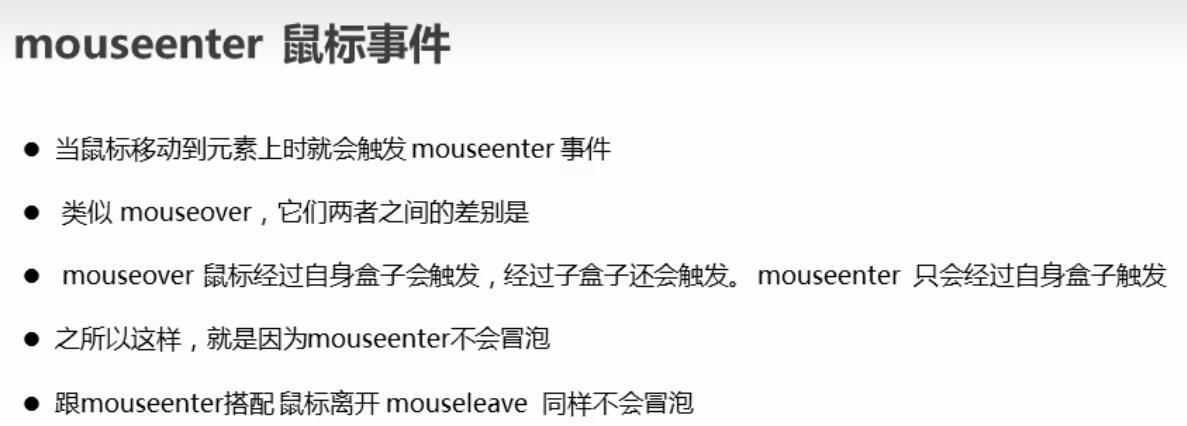 mouseenter 鼠标事件
● 当鼠标移动到元素上时就会触发 mouseenter 事件
● 类似 mouseover，它们两者之间的差别是
● mouseover 鼠标经过自身盒子会触发，经过子盒子还会触发。 mouseenter 只会经过自身盒子触发
● 之所以这样，就是因为mouseenter不会冒泡
● 跟mouseenter搭配 鼠标离开 mouseleave 同样不会冒泡